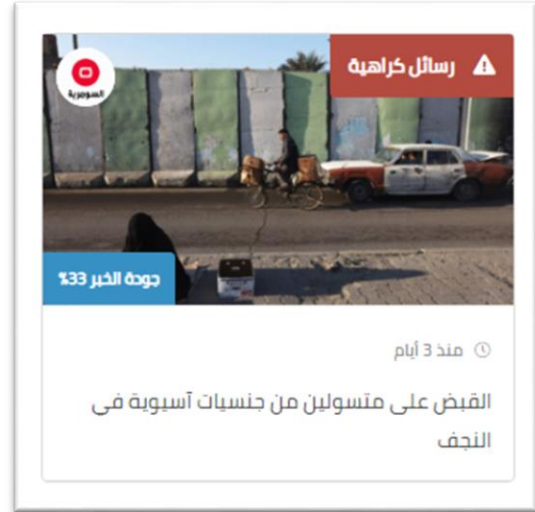 رسائل كراهية
السومرية
جودة الخبر 33%
منذ 3 أيام
القبض على متسولين من جنسيات آسيوية في
النجف